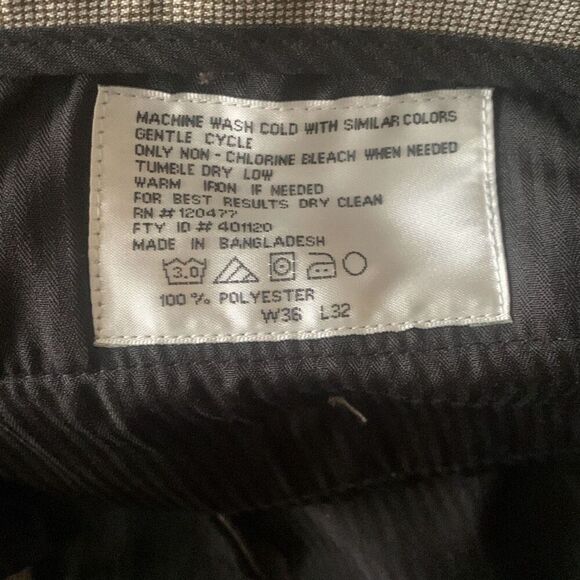 MACHINE WASH COLD WITH SIMILAR COLORS
GENTLE CYCLE
ONLY NON - CHLORINE BLEACH WHEN NEEDED
TUMBLE DRY LOW
WARM IRON IF NEEDED
FOR BEST RESULTS DRY CLEAN
RN # 120477
FTY ID # 401120
MADE IN BANGLADESH
3.0
100 % POLYESTER
W36 L32